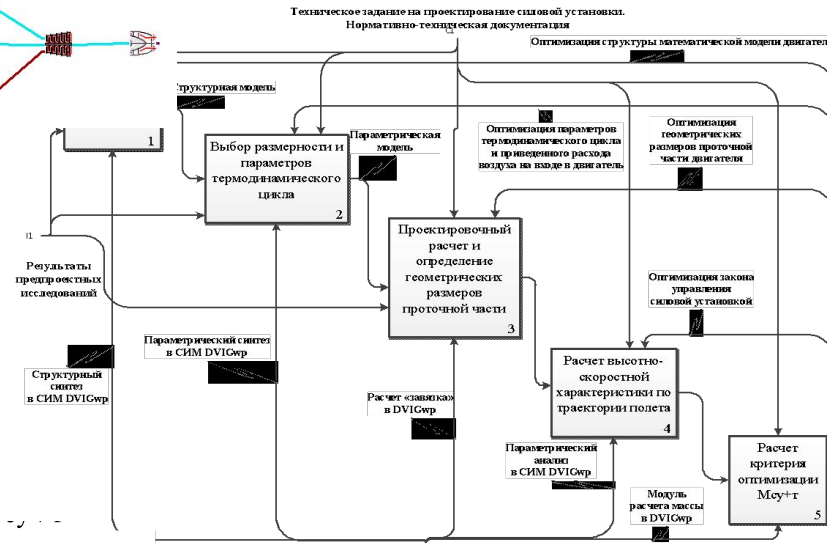 Техническое задание на проектирование силовой установки.
Нормативно-техническая документация
Оптимизация структуры математической модели двигател
структурная модель
1
Выбор размерности и
параметров
термодинамического
цикла
2
Параметрическая
модель
Оптимизация параметров
термодинамического цикла
и приведенного расхода
воздуха на входе в двигатель
Оптимизация
геометрических
размеров проточной
части двигателя
I1
Результаты
предпроектных
исследований
Проектировочный
расчет и
определение
геометрических
размеров
проточной части
3
Оптимизация закона
управления
силовой установкой
Структурный
синтез
в СИМ DVIGwp
Параметрический синтез
в СИМ DVIGwp
Расчет «завязка»
в DVIGwp
Расчет высотно-
скоростной
характеристики по
траектории полета
4
Параметрический
анализ
в СИМ DVIGwp
Модуль
расчета массы
в DVIGwp
Расчет
критерия
оптимизации
Мсу+т
5